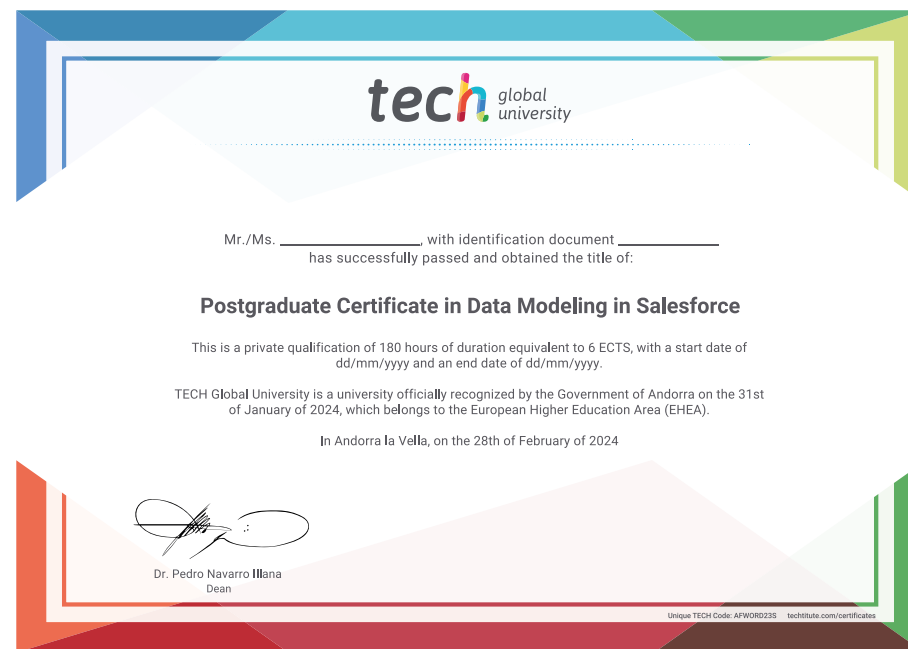 tech global university
Mr./Ms. ____________________, with identification document ______________
has successfully passed and obtained the title of:
Postgraduate Certificate in Data Modeling in Salesforce
This is a private qualification of 180 hours of duration equivalent to 6 ECTS, with a start date of
dd/mm/yyyy and an end date of dd/mm/yyyy.
TECH Global University is a university officially recognized by the Government of Andorra on the 31st
of January of 2024, which belongs to the European Higher Education Area (EHEA).
In Andorra la Vella, on the 28th of February of 2024
Dr. Pedro Navarro Illana
Dean
Unique TECH Code: AFWORD23S techtitute.com/certificates